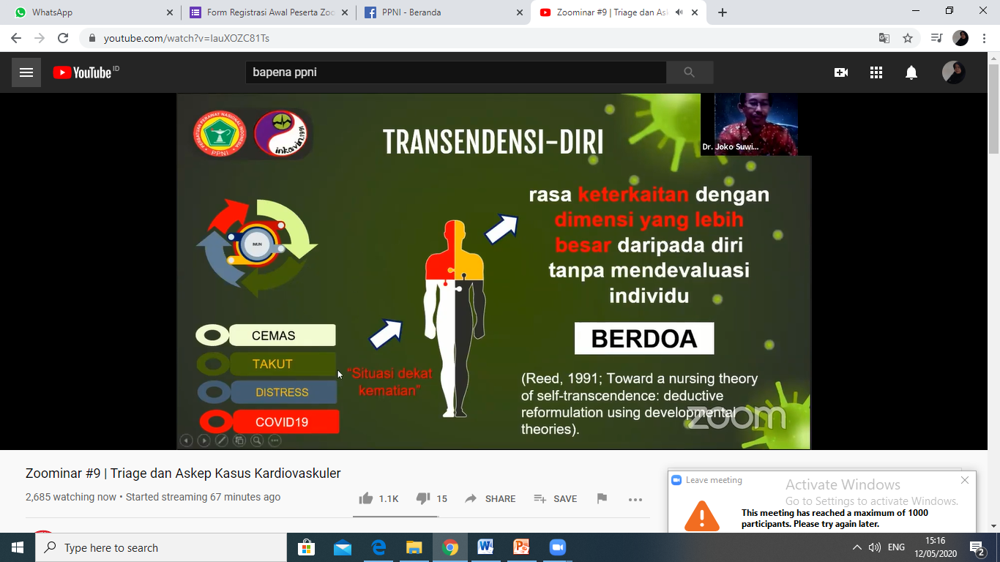 WhatsApp
Form Registrasi Awal Peserta Zoo
PPNI - Beranda
Zoominar #9 | Triage dan As
youtube.com/watch?v=IauXOZC81Ts
YouTube ID
bapena ppni
PERSATUAN PERAWAT NASIONAL INDONESIA
PPNI
inkavin.1991
TRANSENDENSI-DIRI
Dr. Joko Suwi...
rasa keterkaitan dengan
dimensi yang lebih
besar daripada diri
tanpa mendevaluasi
individu
IMUN
BERDOA
CEMAS
TAKUT
DISTRESS
COVID19
"Situasi dekat
kematian"
(Reed, 1991; Toward a nursing theory
of self-transcendence: deductive
reformulation using developmental
theories).
zoom
Zoominar #9 | Triage dan Askep Kasus Kardiovaskuler
2,685 watching now • Started streaming 67 minutes ago
1.1K
15
SHARE
SAVE
Leave meeting
Activate Windows
Go to Settings to activate Windows.
This meeting has reached a maximum of 1000
participants. Please try again later.
Type here to search
ENG
15:16
12/05/2020
2